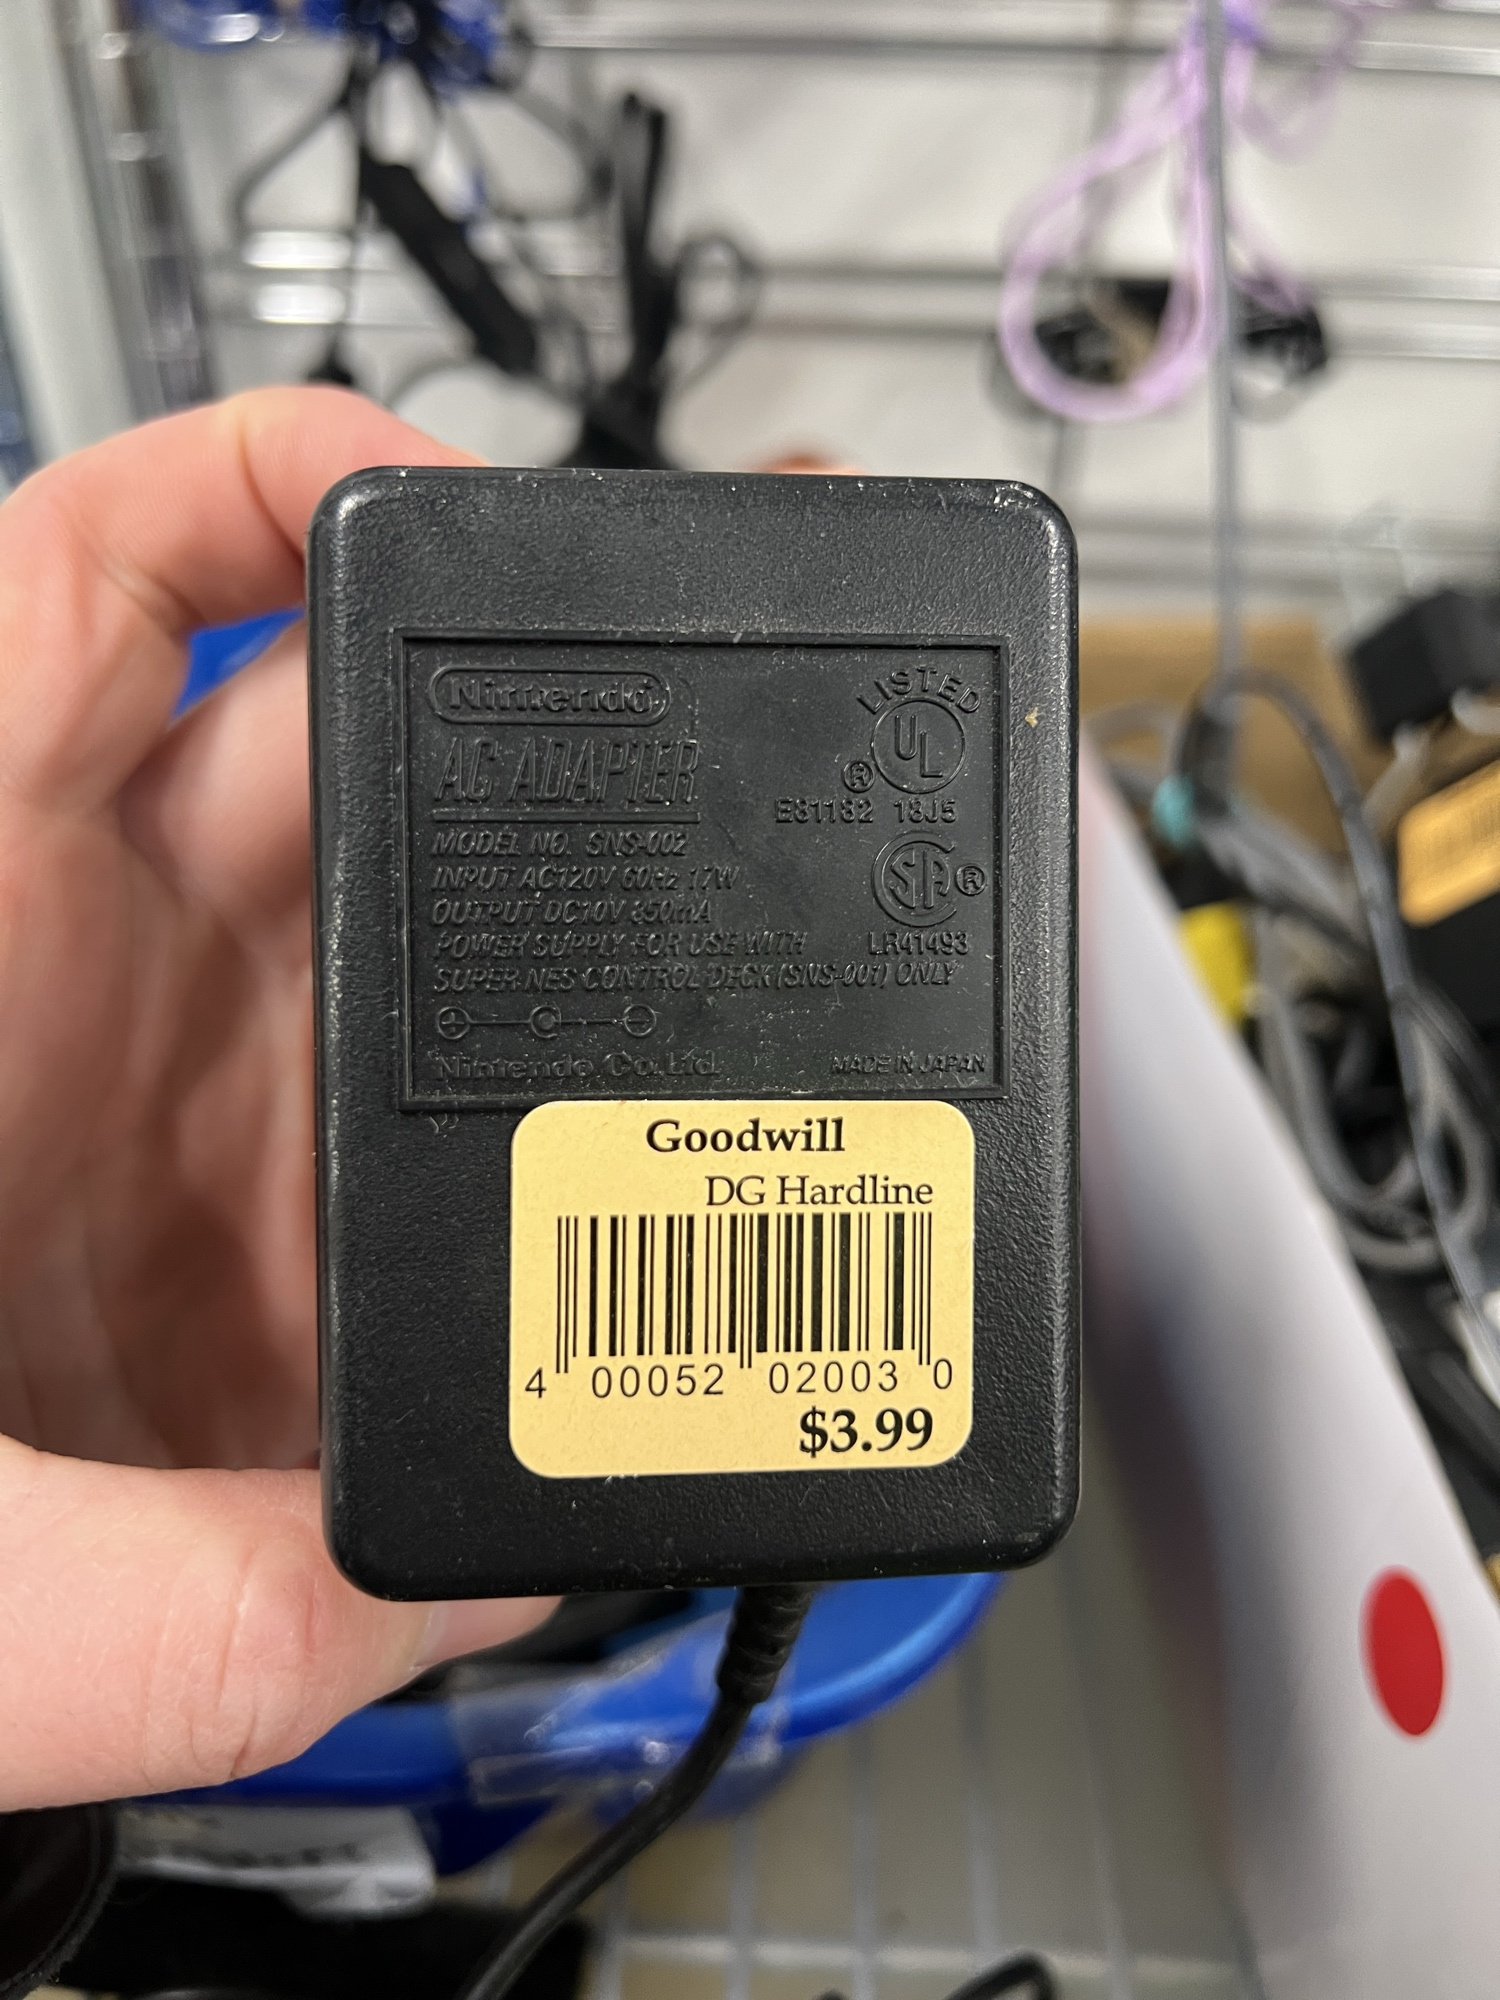 Nintendo
AC ADAPTER
MODEL NO. SNS-002
INPUT AC120V 60Hz 17W
OUTPUT DC10V 850mA
POWER SUPPLY FOR USE WITH
SUPER NES CONTROL DECK (SNS-001) ONLY
Nintendo Co., Ltd.
MADE IN JAPAN
LISTED
UL ®
E81182 18J5
SA ®
LR41493
Goodwill
DG Hardline
4 00052 02003 0
$3.99